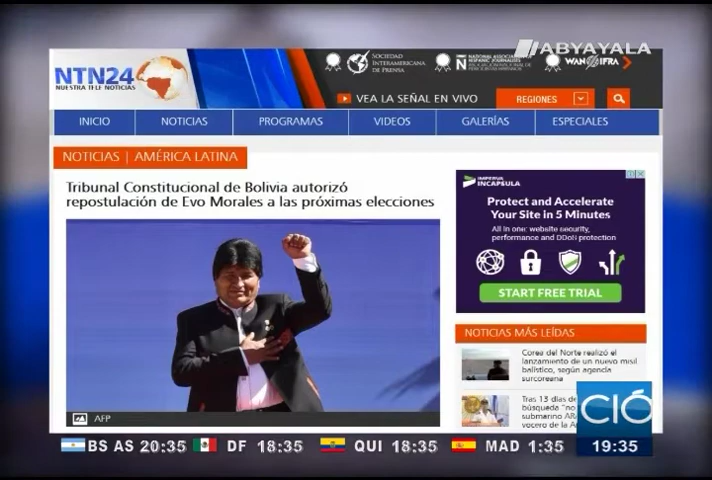 ABYAYALA
NTN24
NUESTRA TELE NOTICIAS
SOCIEDAD
INTERAMERICANA
DE PRENSA
WAN IFRA
VEA LA SEÑAL EN VIVO
REGIONES
INICIO
NOTICIAS
PROGRAMAS
VIDEOS
GALERÍAS
ESPECIALES
NOTICIAS | AMÉRICA LATINA
Tribunal Constitucional de Bolivia autorizó
repostulación de Evo Morales a las próximas elecciones
AFP
INCAPSULA
Protect and Accelerate
Your Site in 5 Minutes
All in one: website security,
performance and DDoS protection
START FREE TRIAL
NOTICIAS MÁS LEÍDAS
Corea del Norte realizó el
lanzamiento de un nuevo misil
balístico, según agencia
surcoreana
Tras 13 días de
búsqueda "no
submarino
vocero de la
CIÓ
BS AS 20:35
DF 18:35
QUI 18:35
MAD 1:35
19:35